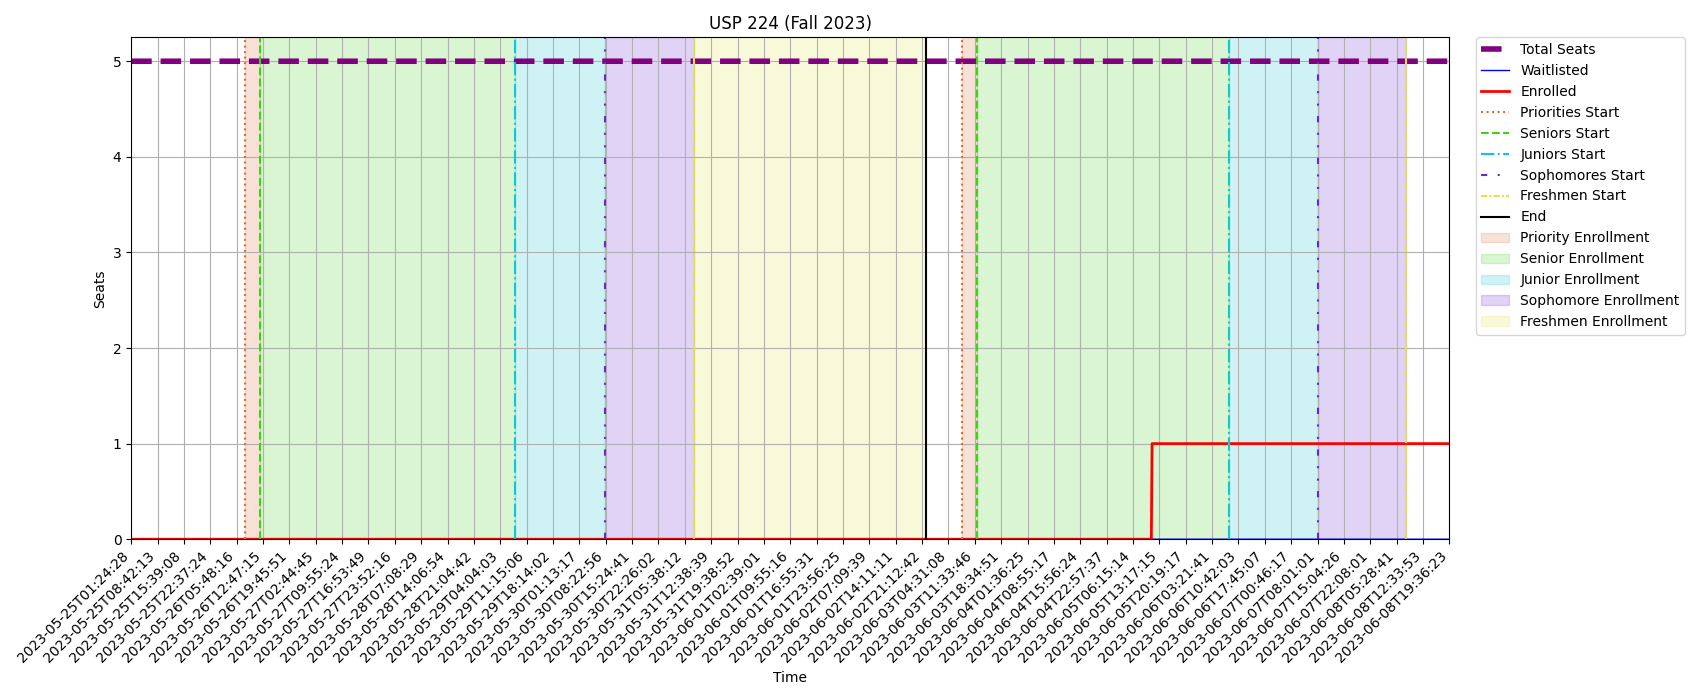 USP 224 (Fall 2023)
Seats
5
4
3
2
1
0
2023-05-25T01:24:28
2023-05-25T08:42:13
2023-05-25T15:39:08
2023-05-25T22:37:24
2023-05-26T05:48:16
2023-05-26T12:47:15
2023-05-26T19:45:51
2023-05-27T02:44:45
2023-05-27T09:55:24
2023-05-27T16:53:49
2023-05-27T23:52:16
2023-05-28T07:08:29
2023-05-28T14:06:54
2023-05-28T21:04:42
2023-05-29T04:04:03
2023-05-29T11:15:06
2023-05-29T18:14:02
2023-05-30T01:13:17
2023-05-30T08:22:56
2023-05-30T15:24:41
2023-05-30T22:26:02
2023-05-31T05:38:12
2023-05-31T12:38:39
2023-05-31T19:38:52
2023-06-01T02:39:01
2023-06-01T09:55:16
2023-06-01T16:55:31
2023-06-01T23:56:25
2023-06-02T07:09:39
2023-06-02T14:11:11
2023-06-02T21:12:42
2023-06-03T04:31:08
2023-06-03T11:33:46
2023-06-03T18:34:51
2023-06-04T01:36:25
2023-06-04T08:55:17
2023-06-04T15:56:24
2023-06-04T22:57:37
2023-06-05T06:15:14
2023-06-05T13:17:15
2023-06-05T20:19:17
2023-06-06T03:21:41
2023-06-06T10:42:03
2023-06-06T17:45:07
2023-06-07T00:46:17
2023-06-07T08:01:01
2023-06-07T15:04:26
2023-06-07T22:08:01
2023-06-08T05:28:41
2023-06-08T12:33:53
2023-06-08T19:36:23
Time
Total Seats
Waitlisted
Enrolled
Priorities Start
Seniors Start
Juniors Start
Sophomores Start
Freshmen Start
End
Priority Enrollment
Senior Enrollment
Junior Enrollment
Sophomore Enrollment
Freshmen Enrollment